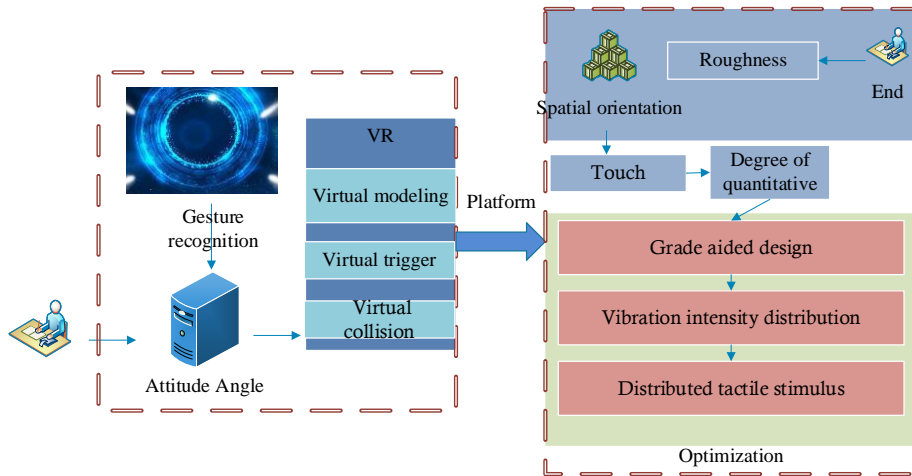 Gesture
recognition
Attitude Angle
VR
Virtual modeling
Virtual trigger
Virtual
collision
Platform
Spatial orientation
Roughness
End
Touch
Degree of
quantitative
Grade aided design
Vibration intensity distribution
Distributed tactile stimulus
Optimization